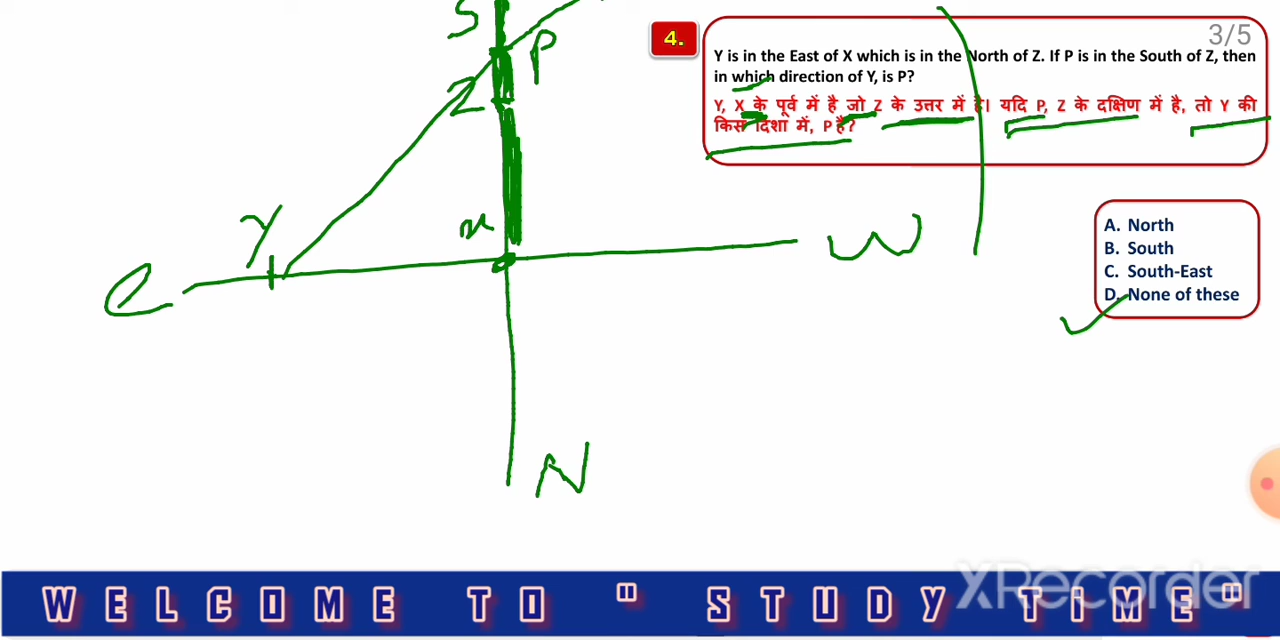 S
P
Z
Y
x
e
W
N
4.
3/5
Y is in the East of X which is in the North of Z. If P is in the South of Z, then
in which direction of Y, is P?
Y, X के पूर्व में है जो Z के उत्तर में है। यदि P, Z के दक्षिण में है, तो Y की
किस दिशा में, P है?
A. North
B. South
C. South-East
D. None of these
XRecorder
WELCOME TO " STUDY TiME "